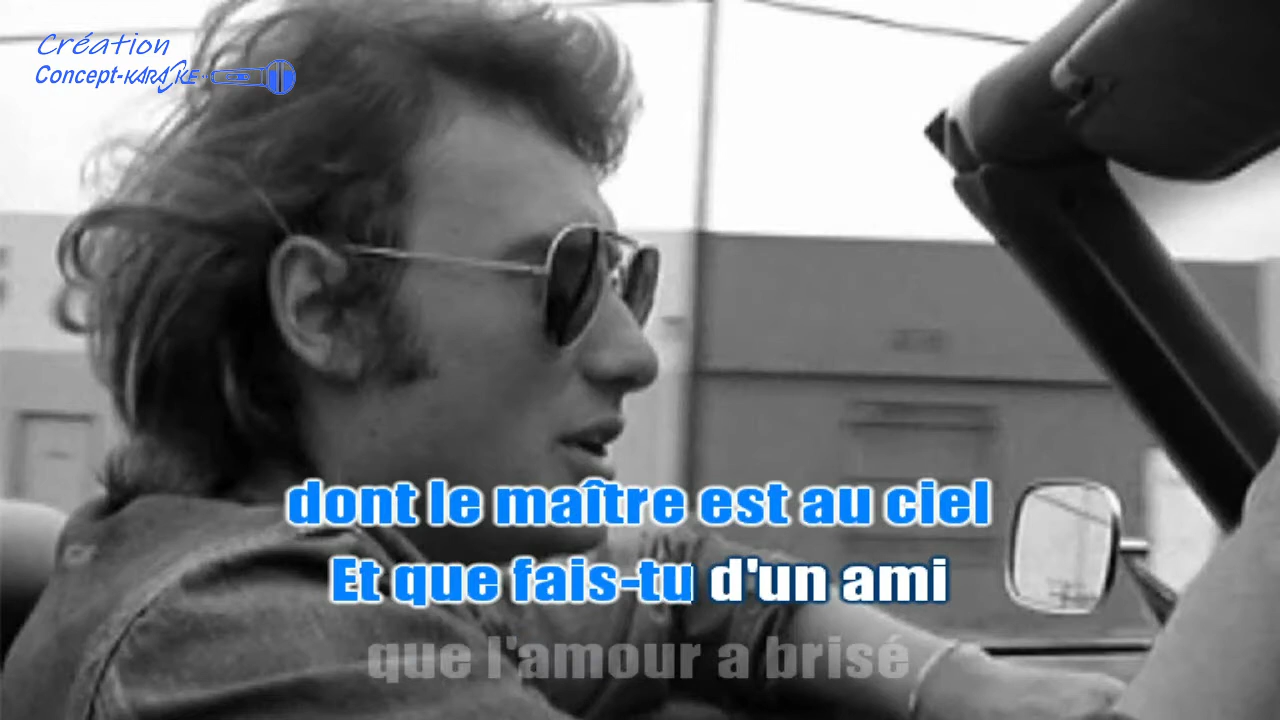 Création
Concept-KARAOKE
dont le maître est au ciel
Et que fais-tu d'un ami
que l'amour a brisé